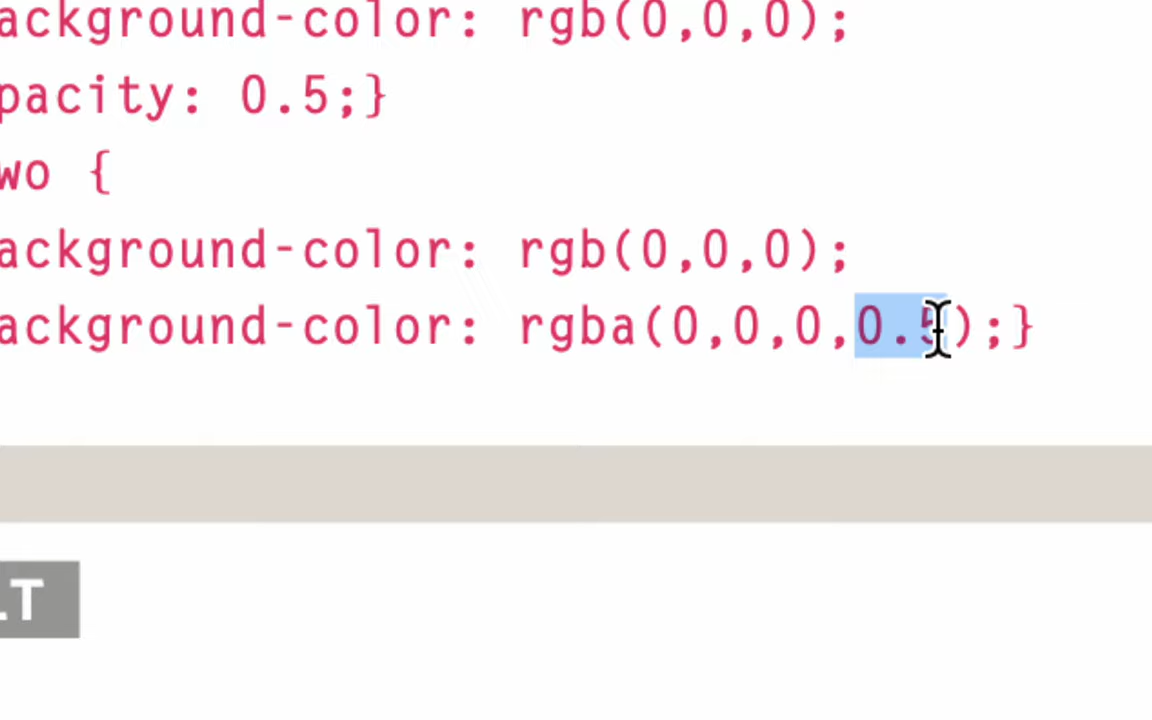 ackground-color: rgb(0,0,0);
pacity: 0.5;}
wo {
ackground-color: rgb(0,0,0);
ackground-color: rgba(0,0,0,0.5);}
LT